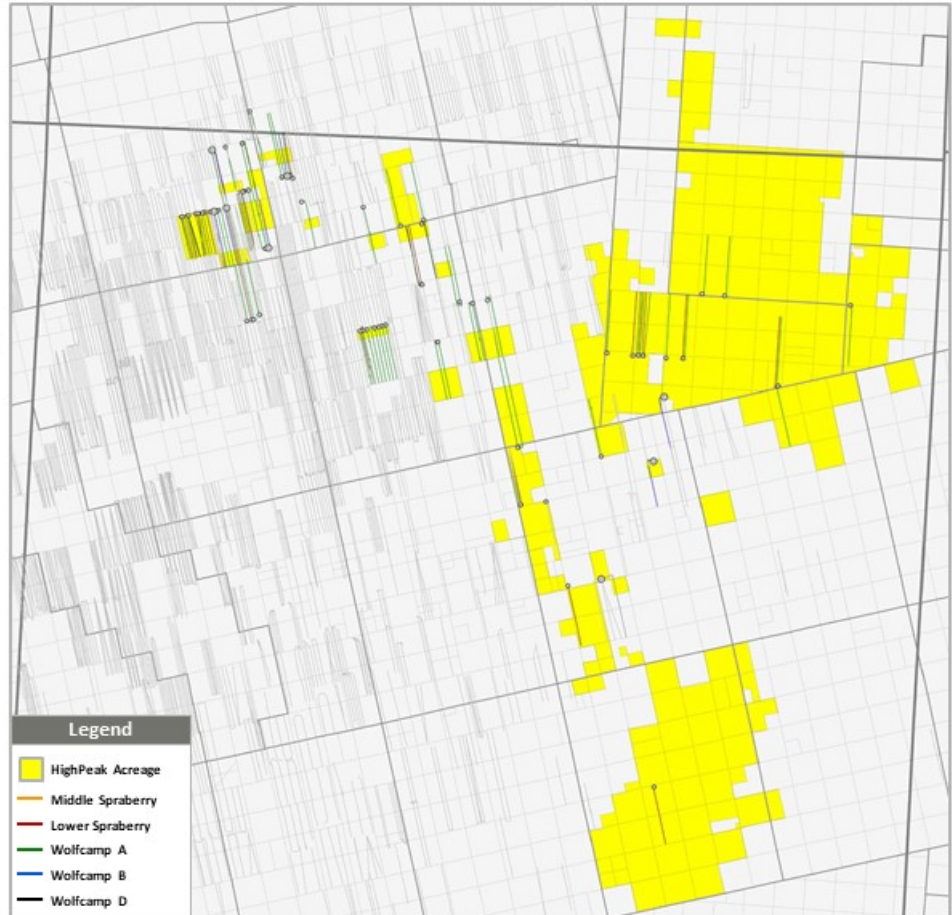 Legend
HighPeak Acreage
Middle Spraberry
Lower Spraberry
Wolfcamp A
Wolfcamp B
Wolfcamp D